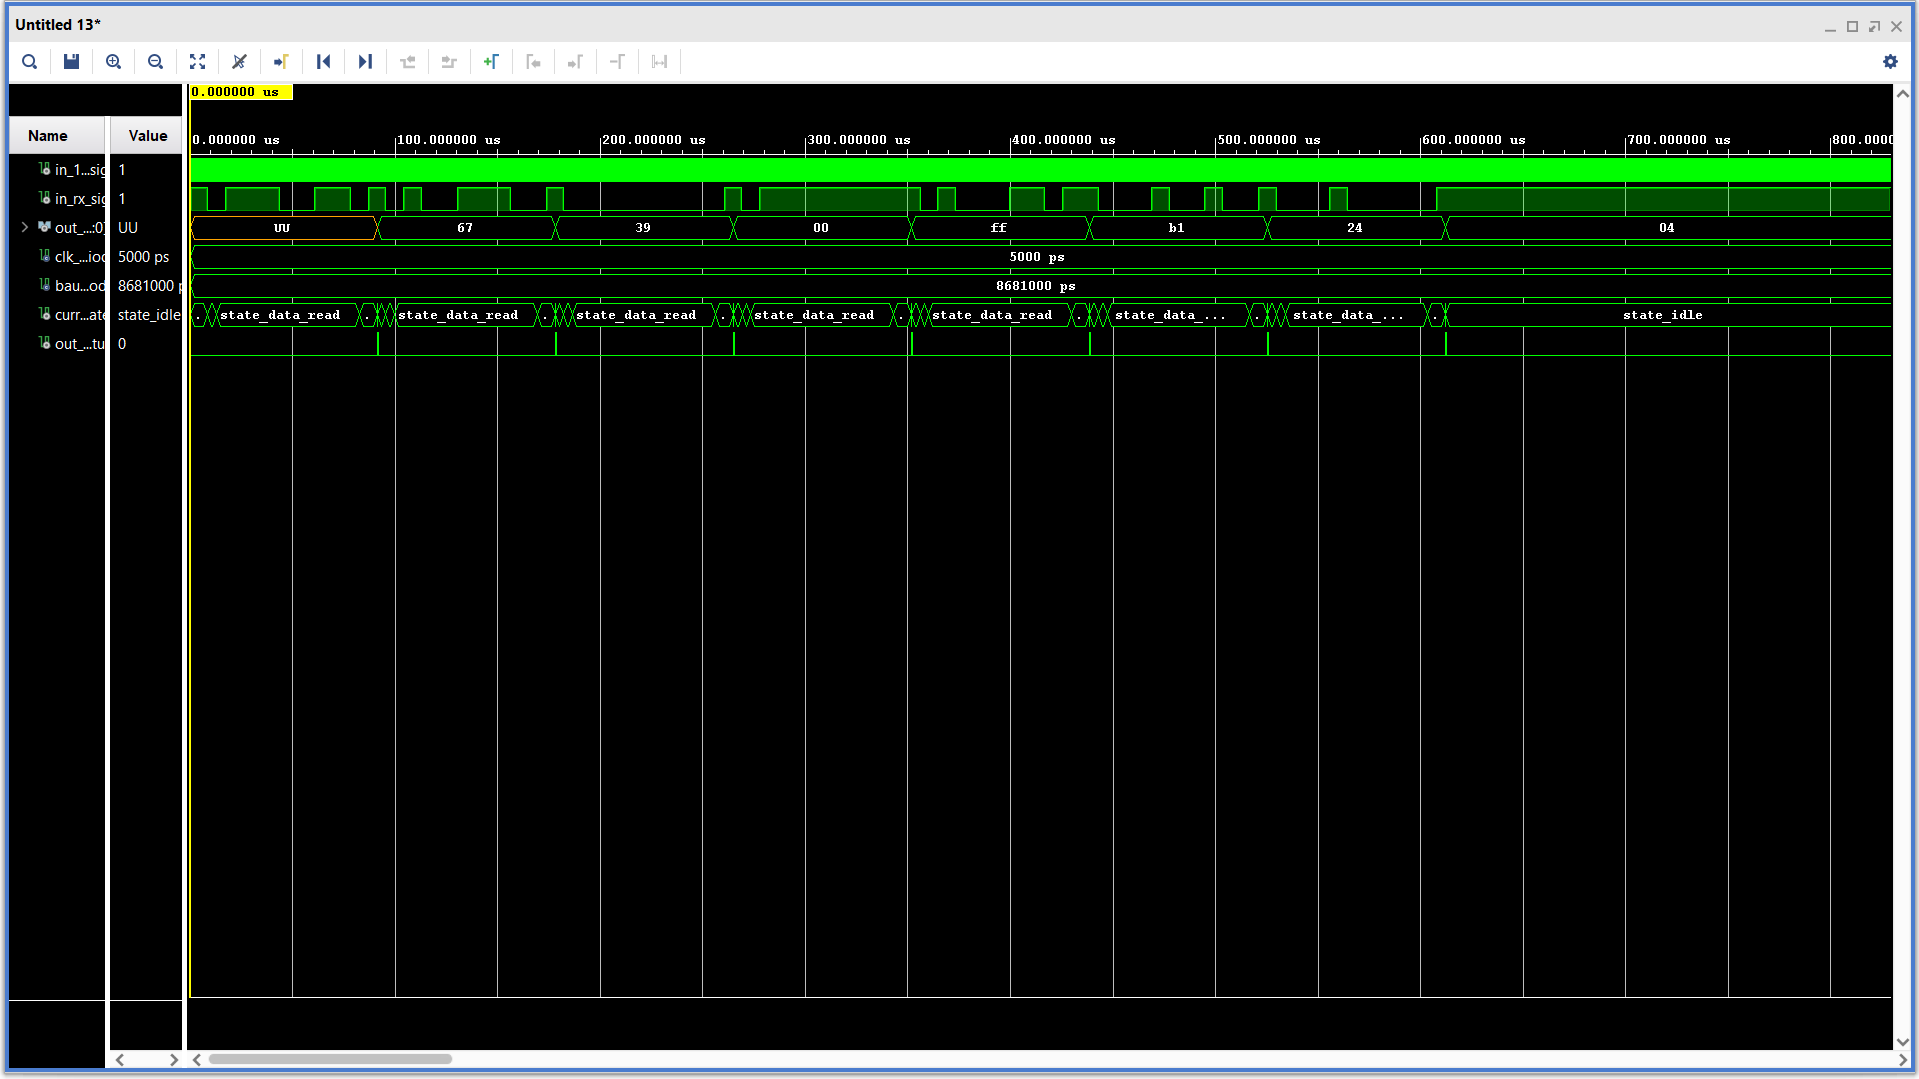 Untitled 13*
0.000000 us
Name Value
0.000000 us 100.000000 us 200.000000 us 300.000000 us 400.000000 us 500.000000 us 600.000000 us 700.000000 us 800.0000
in_1...sig 1
in_rx_sig 1
out_...:0] UU UU 67 39 00 ff b1 24 04
clk_...ioc 5000 ps 5000 ps
bau...od 8681000 p 8681000 ps
curr...ate state_idle . state_data_read . state_data_read . state_data_read . state_data_read . state_data_read . state_data_... . state_data_... . state_idle
out_...tu 0